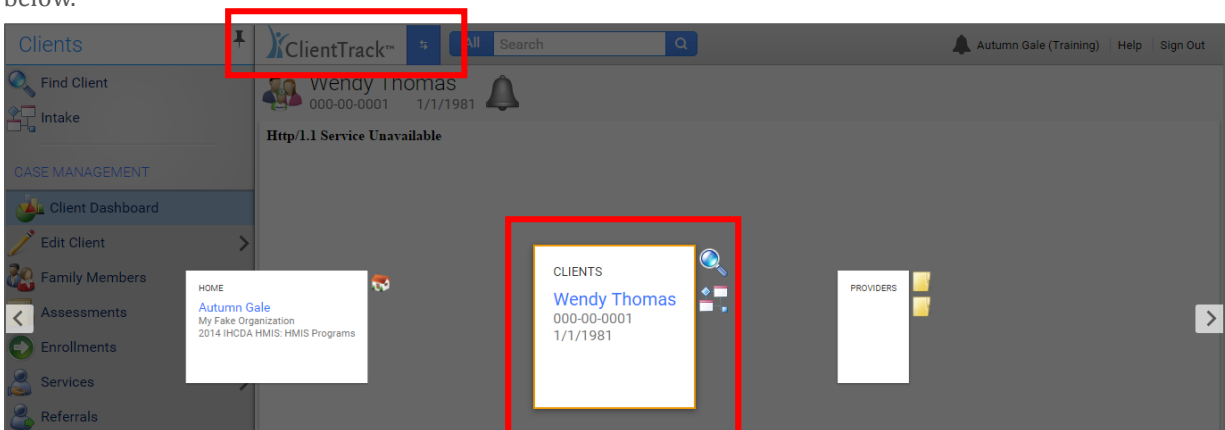 below.
Clients
ClientTrack™
All Search
Autumn Gale (Training) Help Sign Out
Find Client
Intake
Wendy Thomas
000-00-0001 1/1/1981
Http/1.1 Service Unavailable
CASE MANAGEMENT
Client Dashboard
Edit Client
Family Members
Assessments
Enrollments
Services
Referrals
HOME
Autumn Gale
My Fake Organization
2014 IHCDA HMIS: HMIS Programs
CLIENTS
Wendy Thomas
000-00-0001
1/1/1981
PROVIDERS